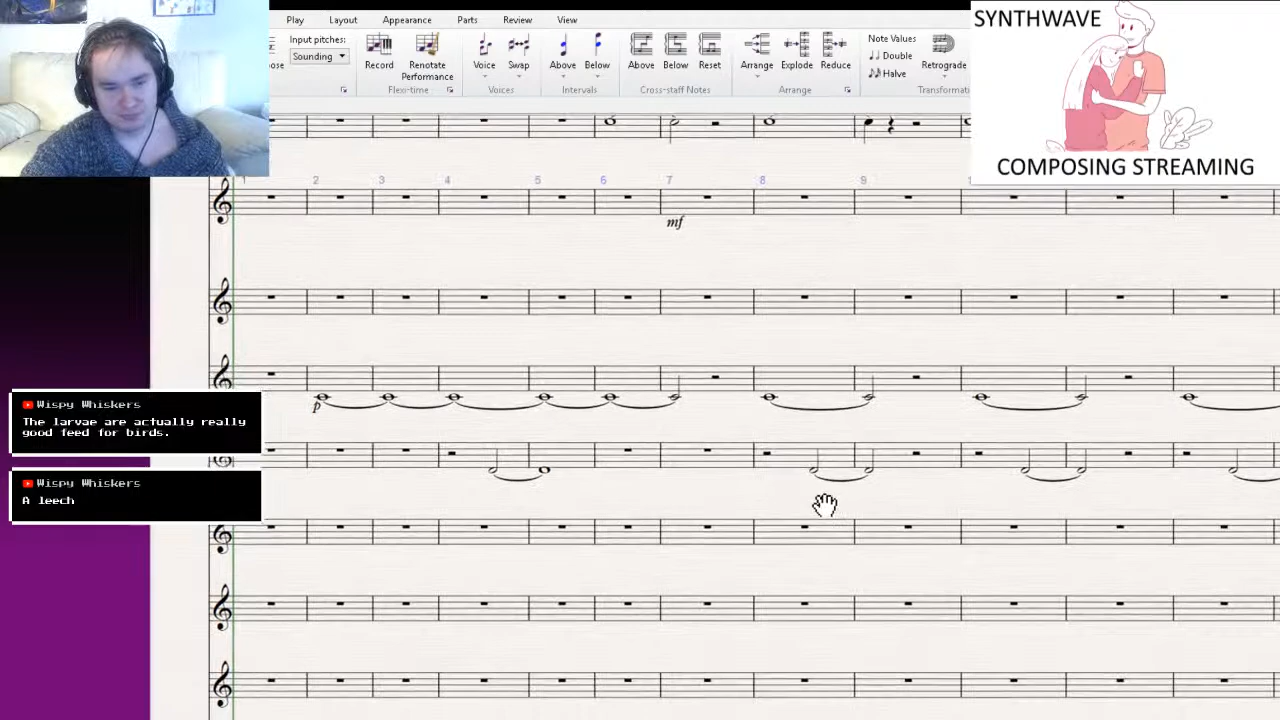 Play Layout Appearance Parts Review View
SYNTHWAVE
Input pitches:
Sounding
Record Renotate Performance
Voice Swap
Above Below
Above Below Reset
Arrange Explode Reduce
Note Values
Double
Halve
Retrograde
Flexi-time Voices Intervals Cross-staff Notes Arrange
COMPOSING STREAMING
1 2 3 4 5 6 7 8 9
mf
p
Wispy Whiskers
The larvae are actually really
good feed for birds.
Wispy Whiskers
A leech